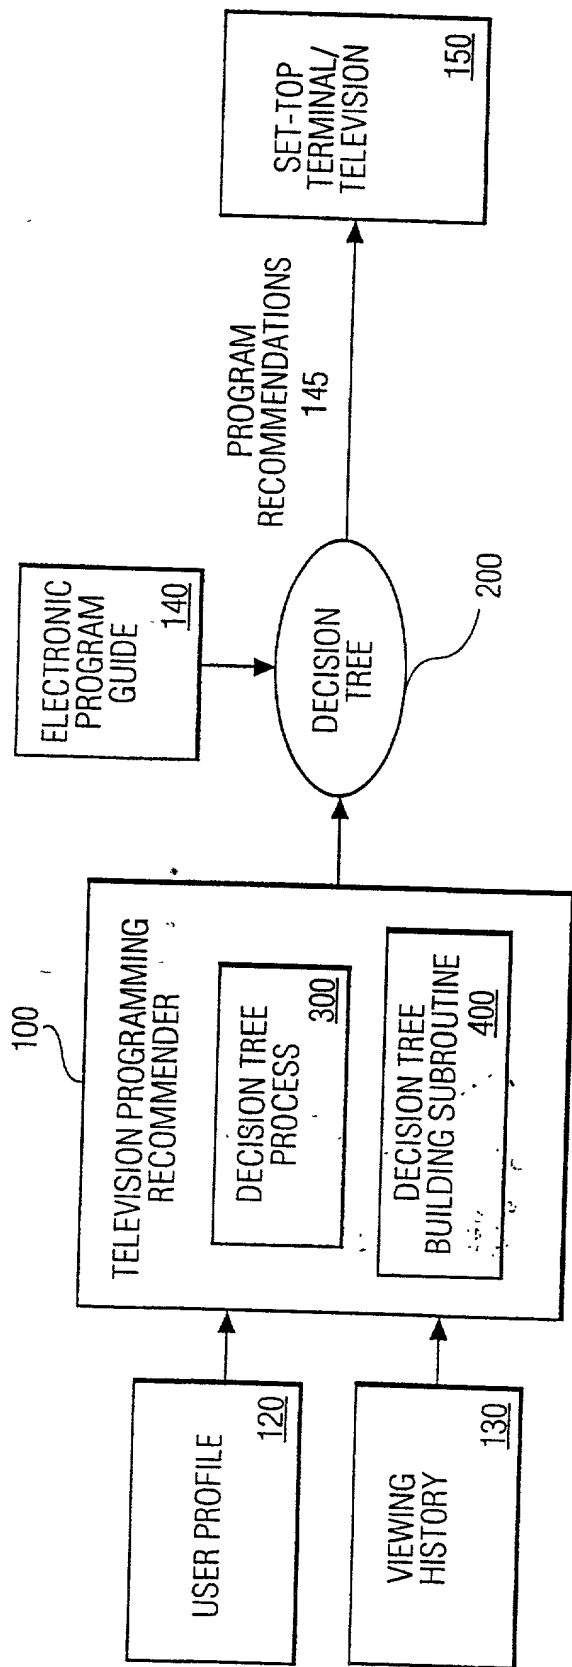 USER PROFILE
120
VIEWING
HISTORY
130
100
TELEVISION PROGRAMMING
RECOMMENDER
DECISION TREE
PROCESS
300
DECISION TREE
BUILDING SUBROUTINE
400
ELECTRONIC
PROGRAM
GUIDE
140
DECISION
TREE
200
PROGRAM
RECOMMENDATIONS
145
SET-TOP
TERMINAL/
TELEVISION
150